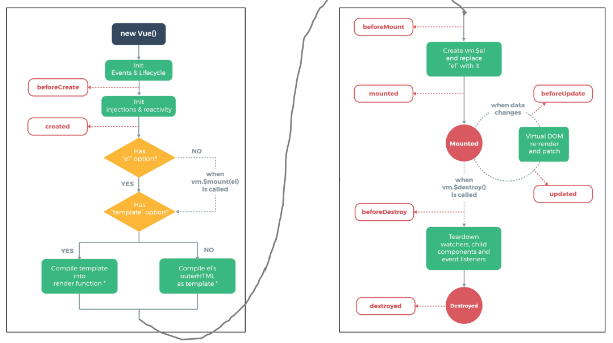 new Vue()
Init
Events & Lifecycle
beforeCreate
Init
injections & reactivity
created
Has
"el" option?
NO
when
vm.$mount(el)
is called
YES
Has
"template" option?
YES
NO
Compile template
into
render function *
Compile el's
outerHTML
as template *
beforeMount
Create vm.$el
and replace
"el" with it
mounted
when data
changes
beforeUpdate
Mounted
Virtual DOM
re-render
and patch
updated
when
vm.$destroy()
is called
beforeDestroy
Teardown
watchers, child
components and
event listeners
destroyed
Destroyed